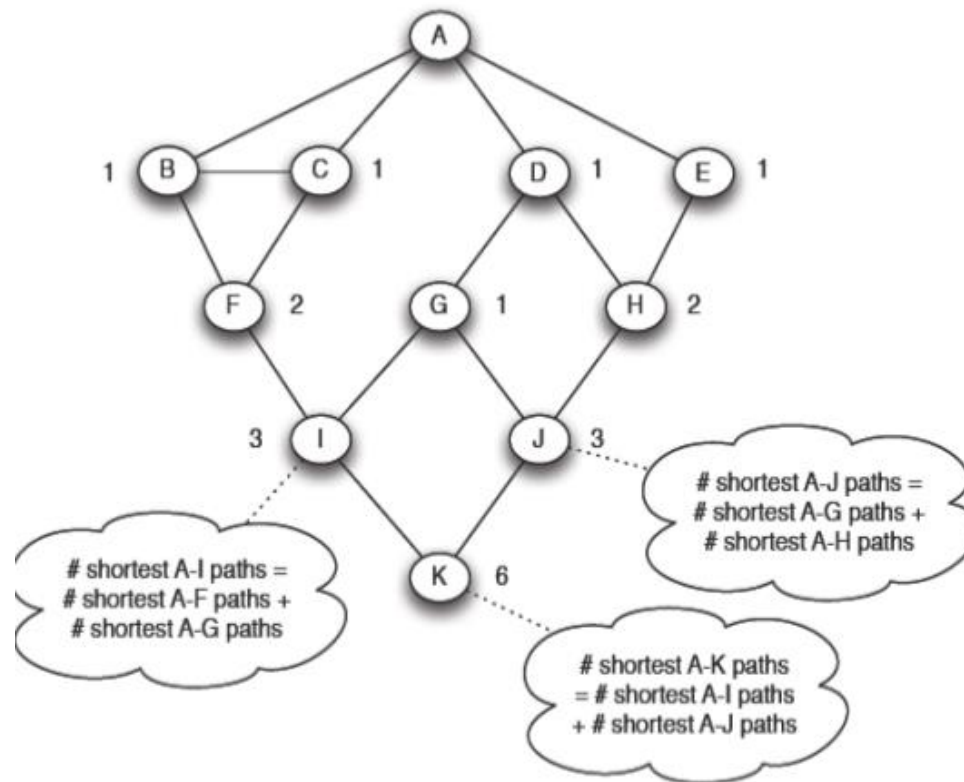 A
1 B C 1 D 1 E 1
F 2 G 1 H 2
3 I J 3
# shortest A-J paths =
# shortest A-G paths +
# shortest A-H paths
# shortest A-I paths =
# shortest A-F paths +
# shortest A-G paths
K 6
# shortest A-K paths
= # shortest A-I paths
+ # shortest A-J paths